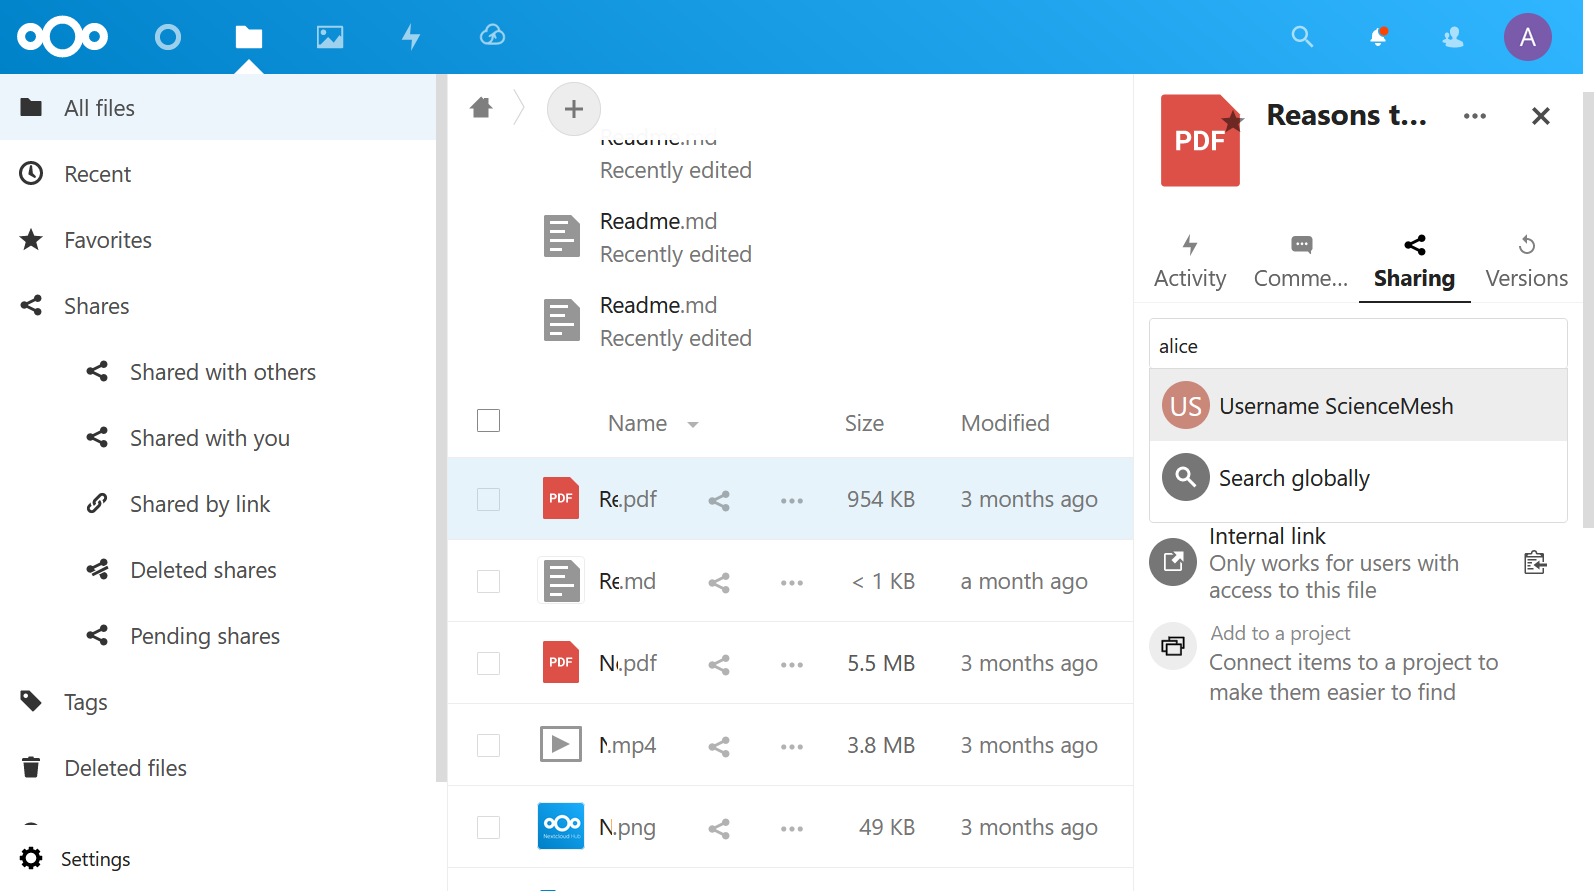 A
All files
Recent
Favorites
Shares
Shared with others
Shared with you
Shared by link
Deleted shares
Pending shares
Tags
Deleted files
Settings
Readme.md
Recently edited
Readme.md
Recently edited
Readme.md
Recently edited
Name
Size
Modified
PDF
Re.pdf
954 KB
3 months ago
Re.md
< 1 KB
a month ago
PDF
No.pdf
5.5 MB
3 months ago
N.mp4
3.8 MB
3 months ago
Nextcloud Hub
N.png
49 KB
3 months ago
PDF
Reasons t...
Activity
Comme...
Sharing
Versions
alice
US
Username ScienceMesh
Search globally
Internal link
Only works for users with
access to this file
Add to a project
Connect items to a project to
make them easier to find